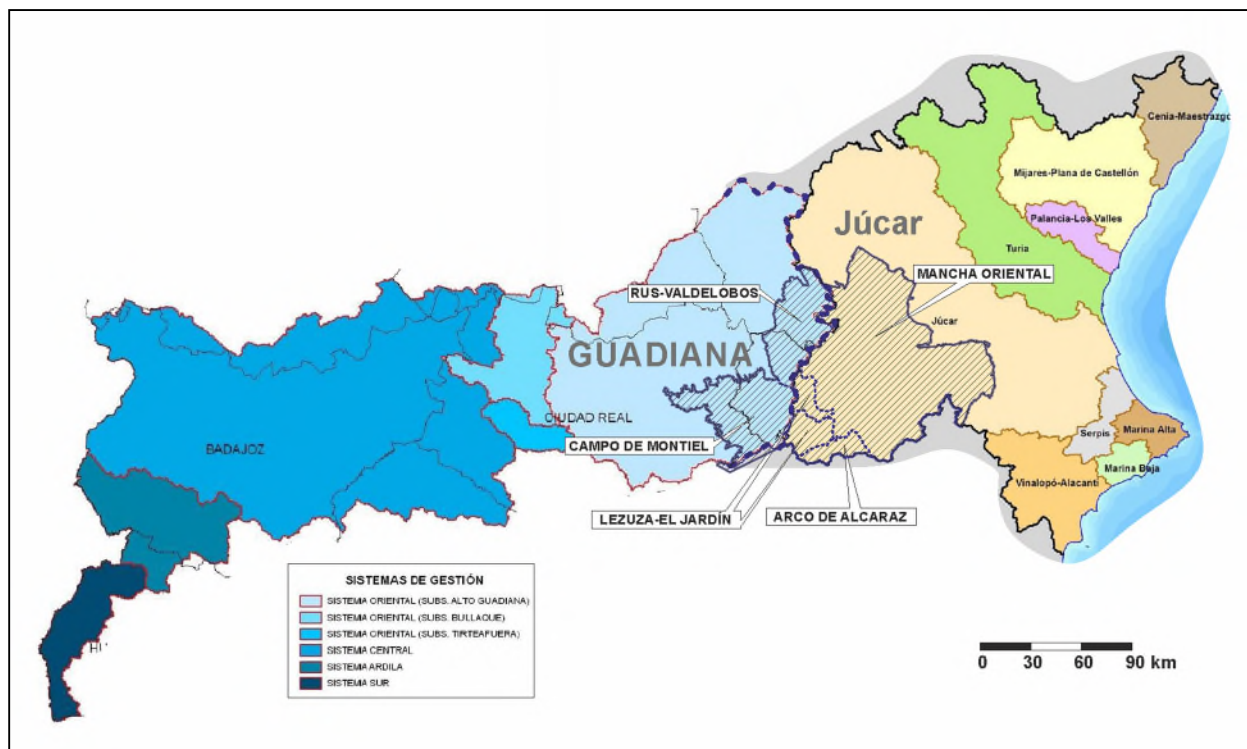 Cenia-Maestrazgo
Mijares-Plana de Castellón
Palancia-Los Valles
Júcar
Turia
MANCHA ORIENTAL
RUS-VALDELOBOS
Júcar
GUADIANA
CIUDAD REAL
BADAJOZ
CAMPO DE MONTIEL
Serpis
Marina Alta
Marina Baja
Vinalopó-Alacantí
LEZUZA-EL JARDÍN
ARCO DE ALCARAZ
SISTEMAS DE GESTIÓN
SISTEMA ORIENTAL (SUBS. ALTO GUADIANA)
SISTEMA ORIENTAL (SUBS. BULLAQUE)
SISTEMA ORIENTAL (SUBS. TIRTEAFUERA)
SISTEMA CENTRAL
SISTEMA ARDILA
SISTEMA SUR
0 30 60 90 km